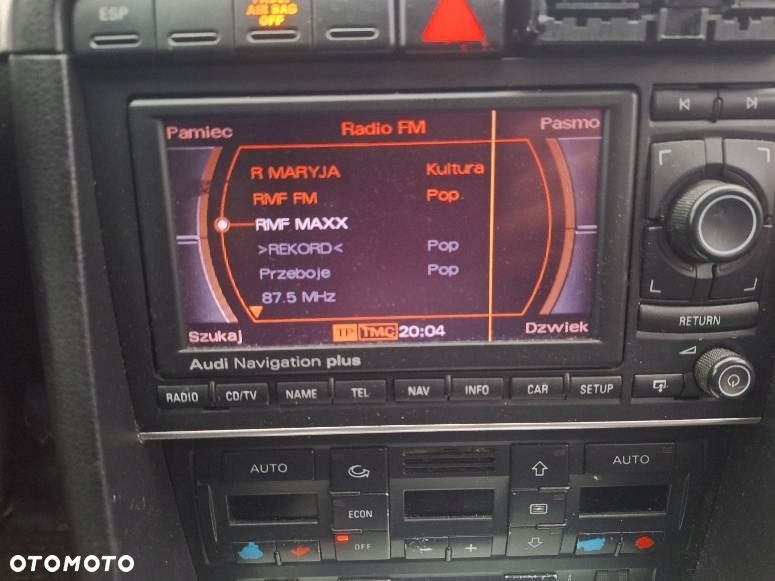 ESP
AIR BAG
OFF
Pamiec
Radio FM
Pasmo
R MARYJA Kultura
RMF FM Pop
RMF MAXX
>REKORD< Pop
Przeboje Pop
87.5 MHz
Szukaj
TP TMC 20:04
Dzwiek
RETURN
Audi Navigation plus
RADIO CD/TV NAME TEL NAV INFO CAR SETUP
AUTO
AUTO
ECON
OFF
OTOMOTO